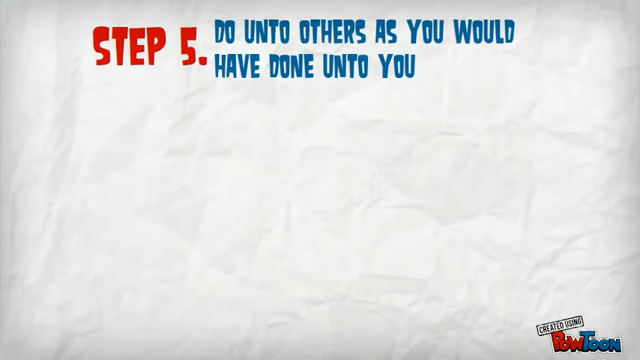 STEP 5. DO UNTO OTHERS AS YOU WOULD
HAVE DONE UNTO YOU
CREATED USING
POWTOON